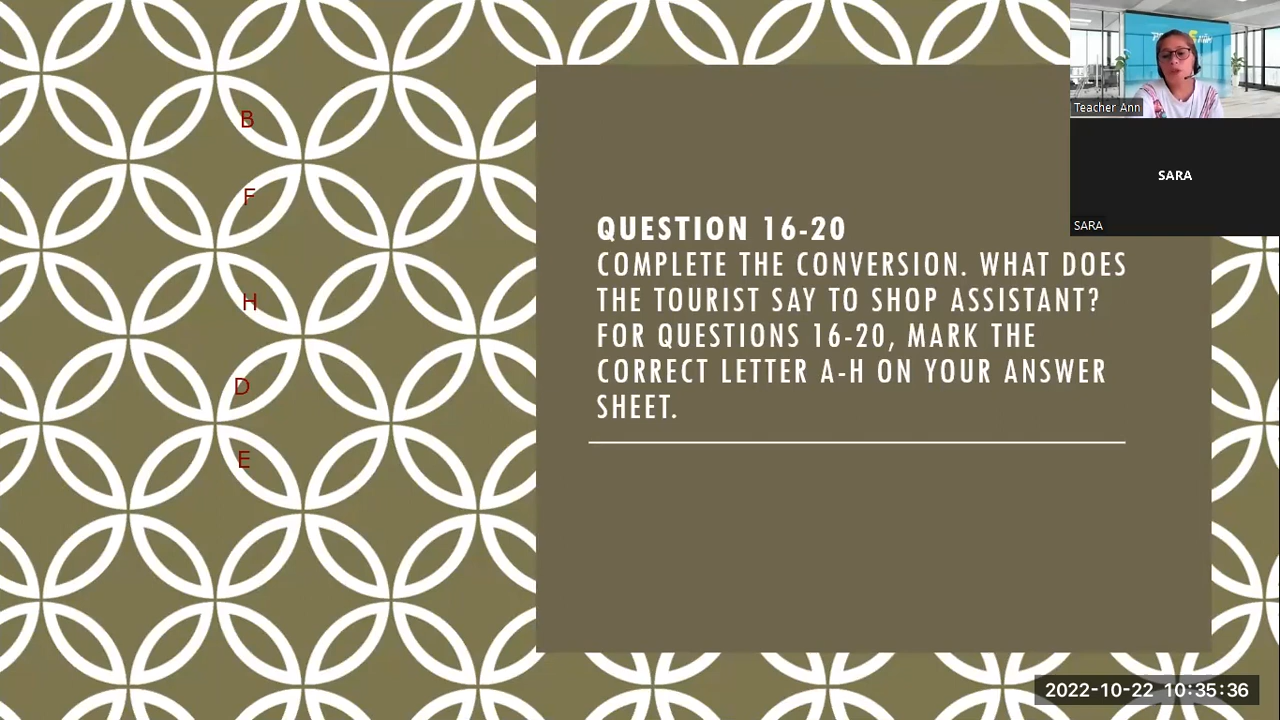 B
F
H
D
E
QUESTION 16-20
COMPLETE THE CONVERSION. WHAT DOES
THE TOURIST SAY TO SHOP ASSISTANT?
FOR QUESTIONS 16-20, MARK THE
CORRECT LETTER A-H ON YOUR ANSWER
SHEET.
Teacher Ann
SARA
SARA
2022-10-22 10:35:36